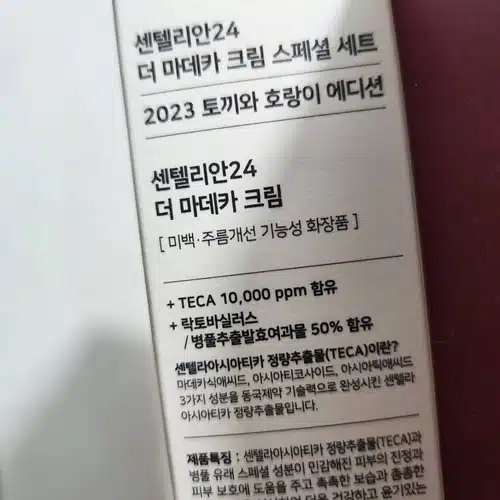 센텔리안24
더 마데카 크림 스페셜 세트
2023 토끼와 호랑이 에디션
센텔리안24
더 마데카 크림
[ 미백·주름개선 기능성 화장품 ]
+ TECA 10,000 ppm 함유
+ 락토바실러스
/ 병풀추출발효여과물 50% 함유
센텔라아시아티카 정량추출물(TECA)이란?
마데카식애씨드, 아시아티코사이드, 아시아틱애씨드
3가지 성분을 동국제약 기술력으로 완성시킨 센텔라
아시아티카 정량추출물입니다.
제품특징 : 센텔라아시아티카 정량추출물(TECA)과
병풀 유래 스페셜 성분이 민감해진 피부의 진정과
피부 보호에 도움을 주고 촉촉한 보습과 촘촘한
건강하고 윤기있는